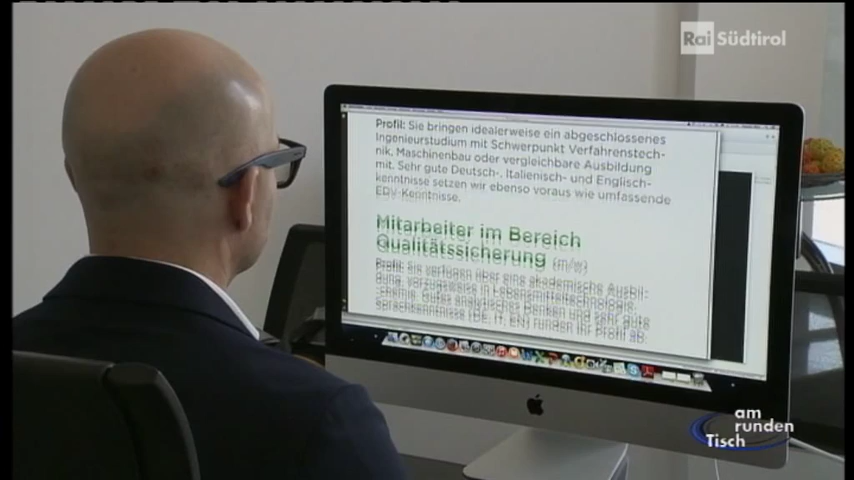 Rai Südtirol
Profil: Sie bringen idealerweise ein abgeschlossenes
Ingenieurstudium mit Schwerpunkt Verfahrenstech-
nik, Maschinenbau oder vergleichbare Ausbildung
mit. Sehr gute Deutsch-, Italienisch- und Englisch-
kenntnisse setzen wir ebenso voraus wie umfassende
EDV-Kenntnisse.
Mitarbeiter im Bereich
Qualitätssicherung (m/w)
Profil: Sie verfügen über eine akademische Ausbil-
dung, vorzugsweise in Lebensmitteltechnologie,
-chemie. Gutes analytisches Denken und sehr gute
Sprachkenntnisse (DE, IT, EN) runden Ihr Profil ab.
am
runden
Tisch